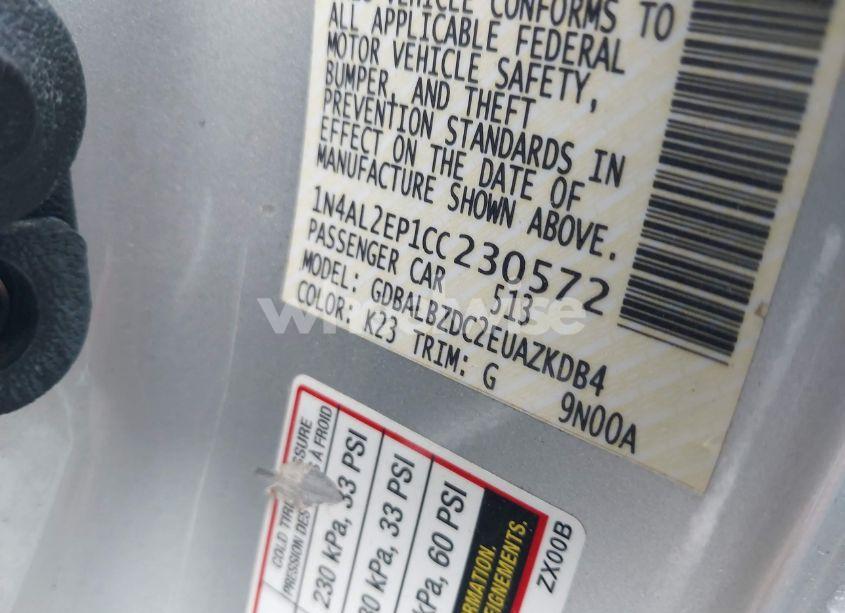 VEHICLE CONFORMS TO
ALL APPLICABLE FEDERAL
MOTOR VEHICLE SAFETY,
BUMPER, AND THEFT
PREVENTION STANDARDS IN
EFFECT ON THE DATE OF
MANUFACTURE SHOWN ABOVE.
1N4AL2EP1CC230572
PASSENGER CAR 513
MODEL: GDBALBZDC2EUAZKDB4
COLOR: K23 TRIM: G 9N00A
COLD TIRE
PRESSION DES À FROID
230 kPa, 33 PSI
kPa, 33 PSI
kPa, 60 PSI
ZX00B